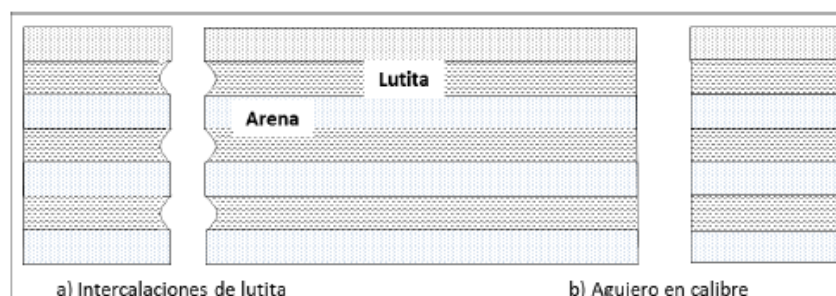 Lutita
Arena
a) Intercalaciones de lutita
b) Agujero en calibre